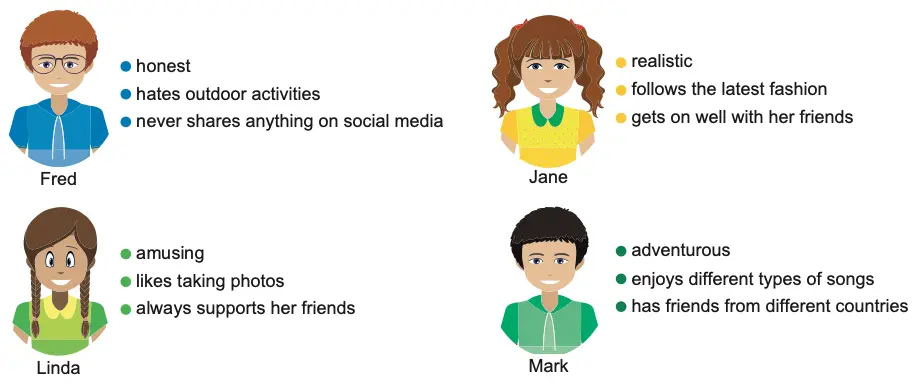 honest
hates outdoor activities
never shares anything on social media
Fred
realistic
follows the latest fashion
gets on well with her friends
Jane
amusing
likes taking photos
always supports her friends
Linda
adventurous
enjoys different types of songs
has friends from different countries
Mark